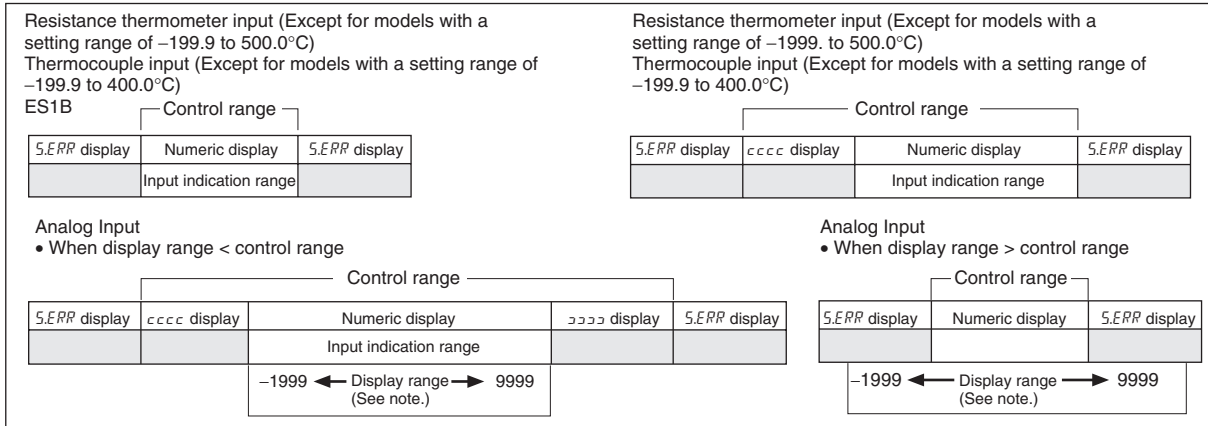 Resistance thermometer input (Except for models with a
setting range of −199.9 to 500.0°C)
Thermocouple input (Except for models with a setting range of
−199.9 to 400.0°C)
ES1B
Control range
S.ERR display
Numeric display
S.ERR display
Input indication range
Resistance thermometer input (Except for models with a
setting range of −1999. to 500.0°C)
Thermocouple input (Except for models with a setting range of
−199.9 to 400.0°C)
Control range
S.ERR display
cccc display
Numeric display
S.ERR display
Input indication range
Analog Input
• When display range < control range
Control range
S.ERR display
cccc display
Numeric display
ɔɔɔɔ display
S.ERR display
Input indication range
−1999
Display range
9999
(See note.)
Analog Input
• When display range > control range
Control range
S.ERR display
Numeric display
S.ERR display
−1999
Display range
9999
(See note.)